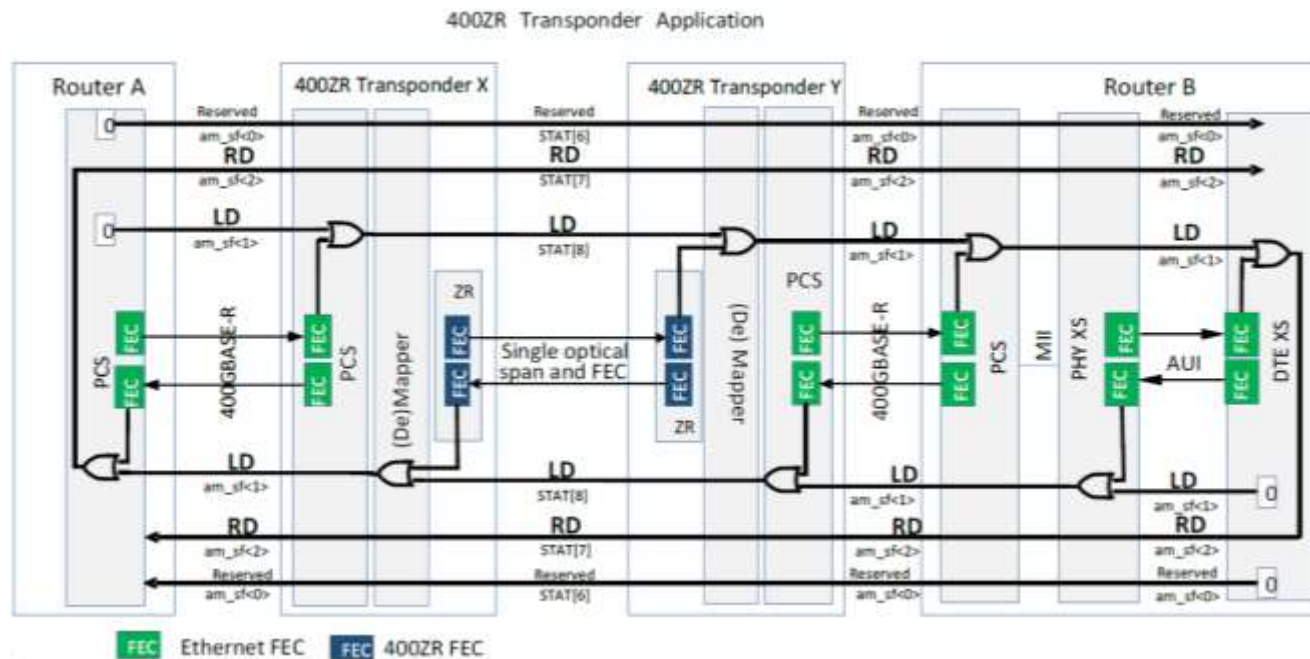 400ZR Transponder Application
Router A
400ZR Transponder X
400ZR Transponder Y
Router B
0 Reserved Reserved Reserved Reserved
am_sf<0> STAT[6] am_sf<0> am_sf<0>
RD RD RD RD
am_sf<2> STAT[7] am_sf<2> am_sf<2>
0 LD LD LD LD
am_sf<1> STAT[8] am_sf<1> am_sf<1>
PCS
FEC
FEC
400GBASE-R
FEC
FEC
PCS
(De)Mapper
ZR
FEC
FEC
Single optical
span and FEC
FEC
FEC
ZR
(De) Mapper
PCS
FEC
FEC
400GBASE-R
FEC
FEC
PCS
MII
PHY XS
FEC
FEC
AUI
FEC
FEC
DTE XS
LD LD LD LD 0
am_sf<1> STAT[8] am_sf<1> am_sf<1>
RD RD RD RD
am_sf<2> STAT[7] am_sf<2> am_sf<2>
Reserved Reserved Reserved Reserved 0
am_sf<0> STAT[6] am_sf<0> am_sf<0>
FEC Ethernet FEC FEC 400ZR FEC